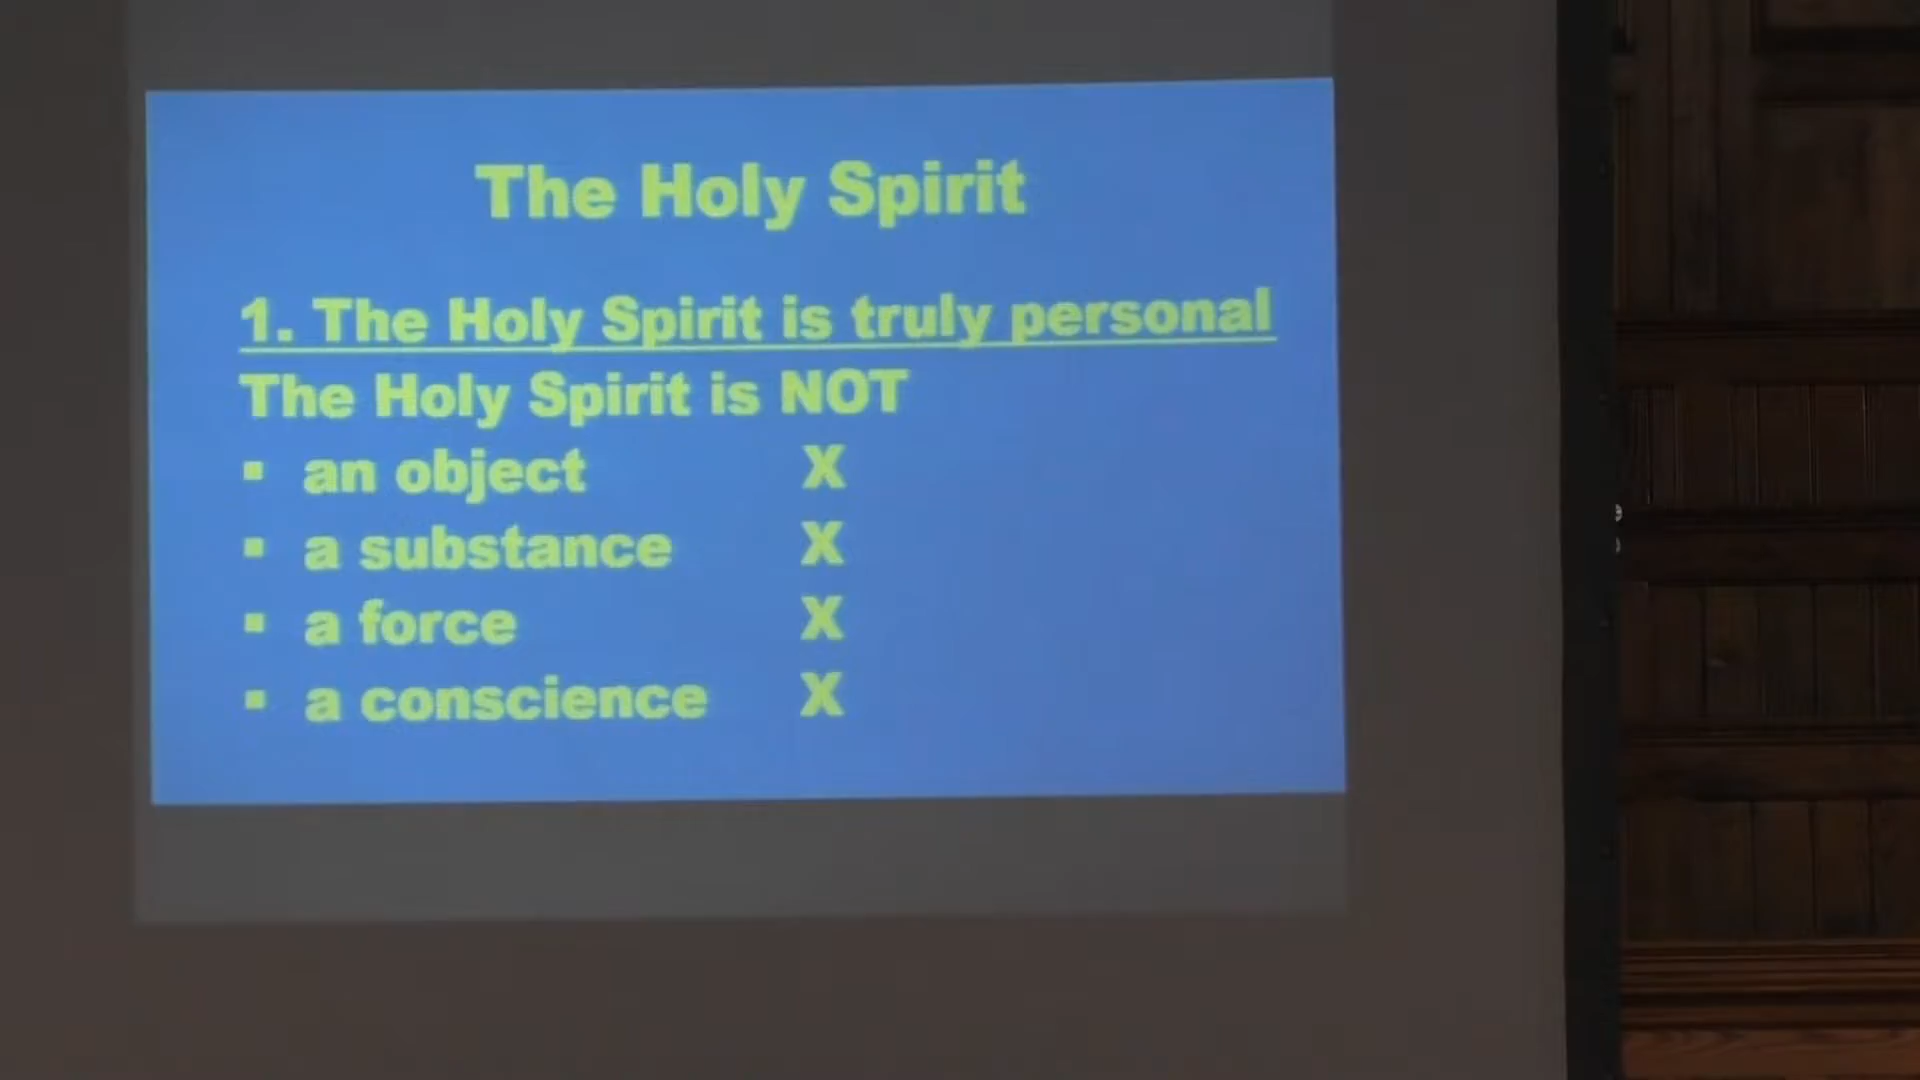 The Holy Spirit
1. The Holy Spirit is truly personal
The Holy Spirit is NOT
▪ an object X
▪ a substance X
▪ a force X
▪ a conscience X